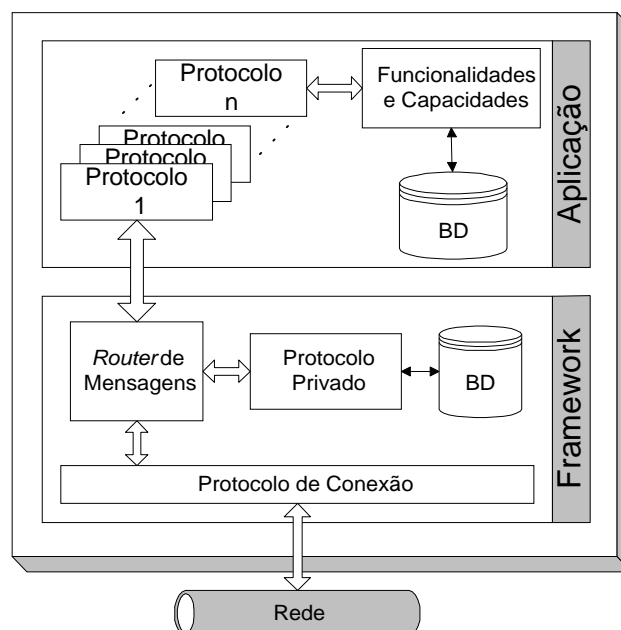 Protocolo
n
Funcionalidades
e Capacidades
Protocolo
Protocolo
Protocolo
1
BD
Aplicação
Router de
Mensagens
Protocolo
Privado
BD
Framework
Protocolo de Conexão
Rede